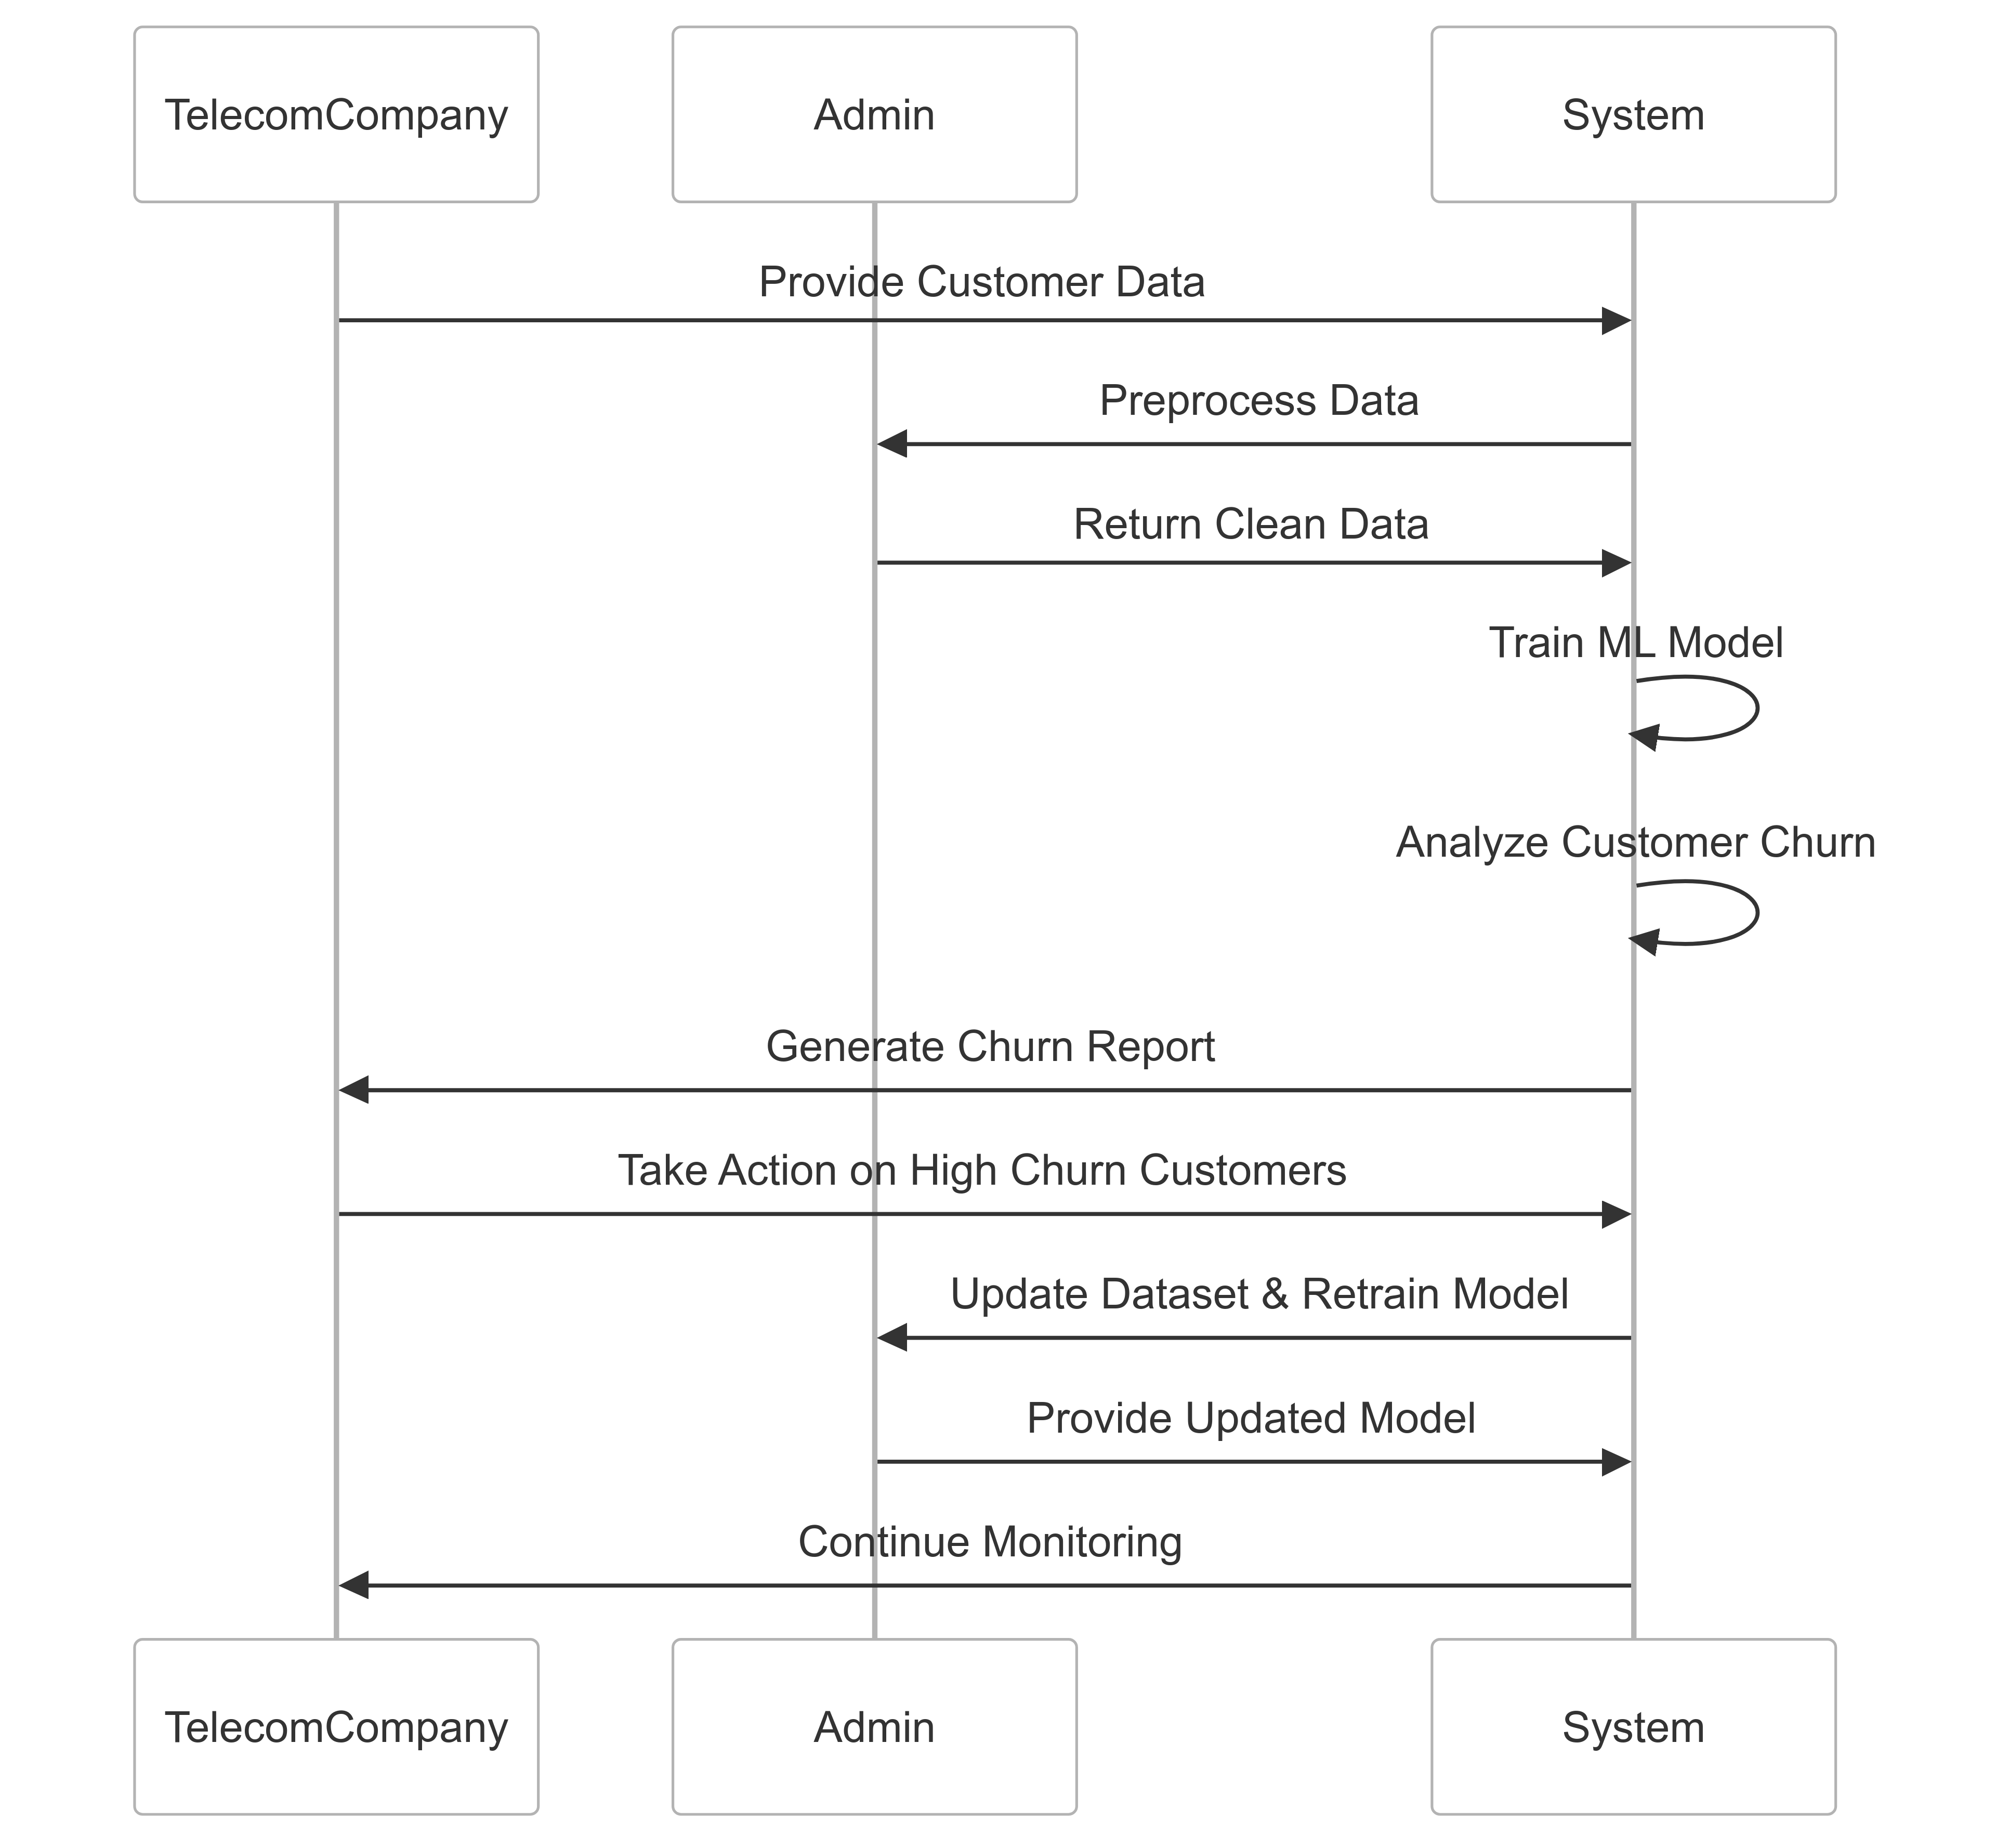 TelecomCompany
Admin
System
Provide Customer Data
Preprocess Data
Return Clean Data
Train ML Model
Analyze Customer Churn
Generate Churn Report
Take Action on High Churn Customers
Update Dataset & Retrain Model
Provide Updated Model
Continue Monitoring
TelecomCompany
Admin
System